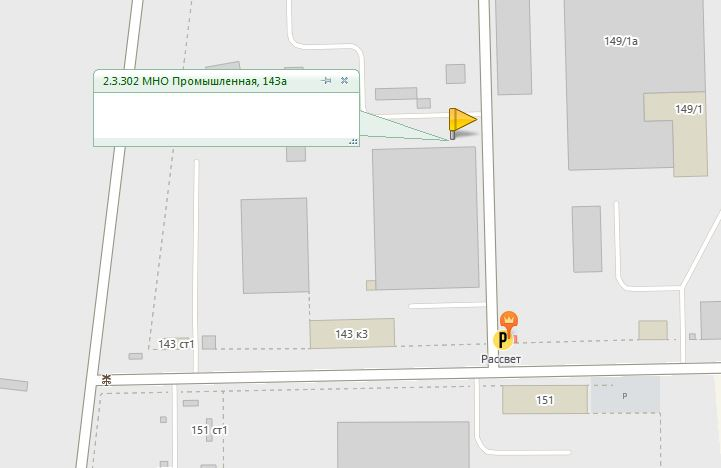 149/1а
2.3.302 МНО Промышленная, 143а
149/1
143 к3
143 ст1
Р
Рассвет
151
Р
151 ст1